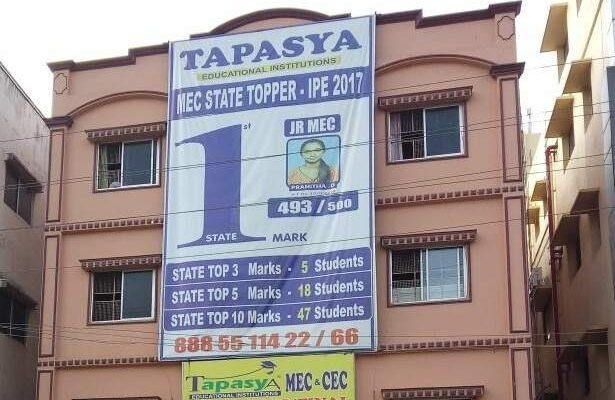 TAPASYA
EDUCATIONAL INSTITUTIONS
MEC STATE TOPPER - IPE 2017
1st
JR MEC
PRAMITHA .D
493 / 500
STATE MARK
STATE TOP 3 Marks - 5 Students
STATE TOP 5 Marks - 18 Students
STATE TOP 10 Marks - 47 Students
888 55 114 22 / 66
Tapasya MEC & CEC
EDUCATIONAL INSTITUTIONS